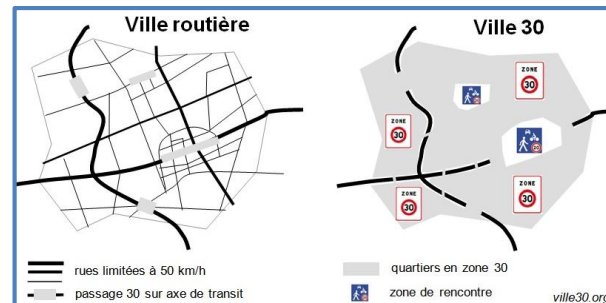 Ville routière
Ville 30
ZONE
30
ZONE
30
ZONE
30
ZONE
30
rues limitées à 50 km/h
passage 30 sur axe de transit
quartiers en zone 30
zone de rencontre
ville30.org